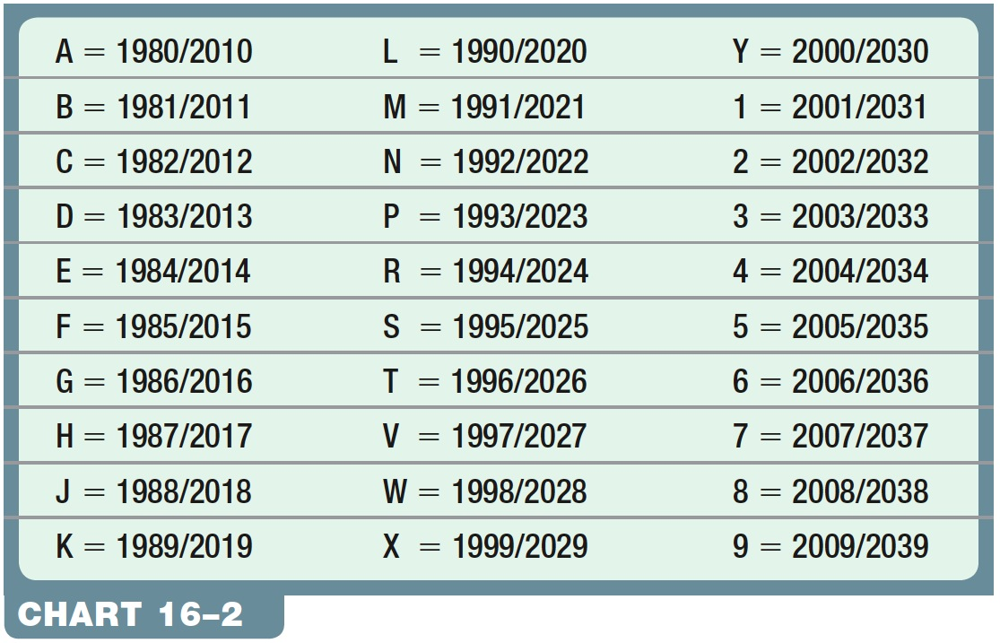 A = 1980/2010 L = 1990/2020 Y = 2000/2030
B = 1981/2011 M = 1991/2021 1 = 2001/2031
C = 1982/2012 N = 1992/2022 2 = 2002/2032
D = 1983/2013 P = 1993/2023 3 = 2003/2033
E = 1984/2014 R = 1994/2024 4 = 2004/2034
F = 1985/2015 S = 1995/2025 5 = 2005/2035
G = 1986/2016 T = 1996/2026 6 = 2006/2036
H = 1987/2017 V = 1997/2027 7 = 2007/2037
J = 1988/2018 W = 1998/2028 8 = 2008/2038
K = 1989/2019 X = 1999/2029 9 = 2009/2039
CHART 16–2